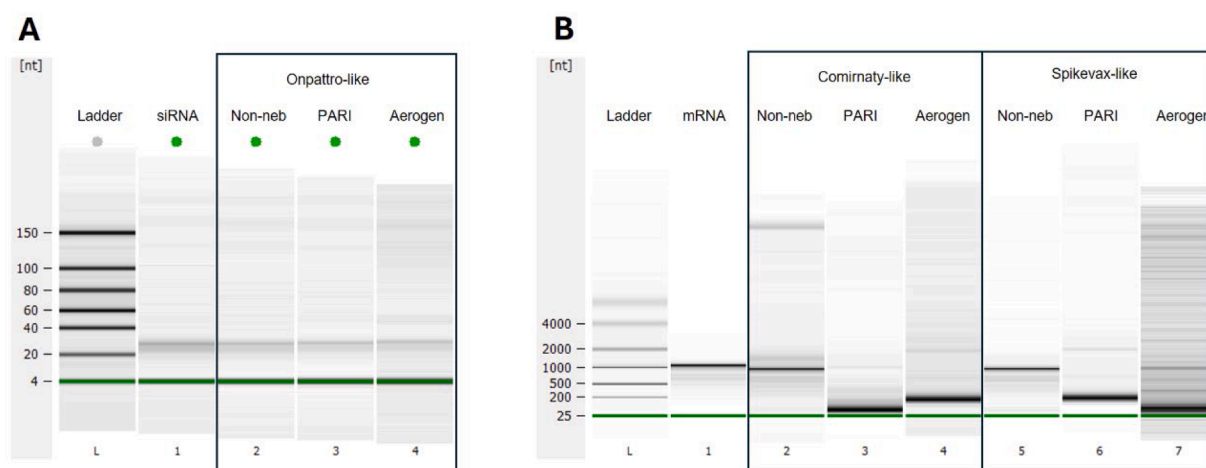 A
[nt]
Onpattro-like
Ladder siRNA Non-neb PARI Aerogen
150
100
80
60
40
20
4
L 1 2 3 4
B
[nt]
Comirnaty-like Spikevax-like
Ladder mRNA Non-neb PARI Aerogen Non-neb PARI Aerogen
4000
2000
1000
500
200
25
L 1 2 3 4 5 6 7